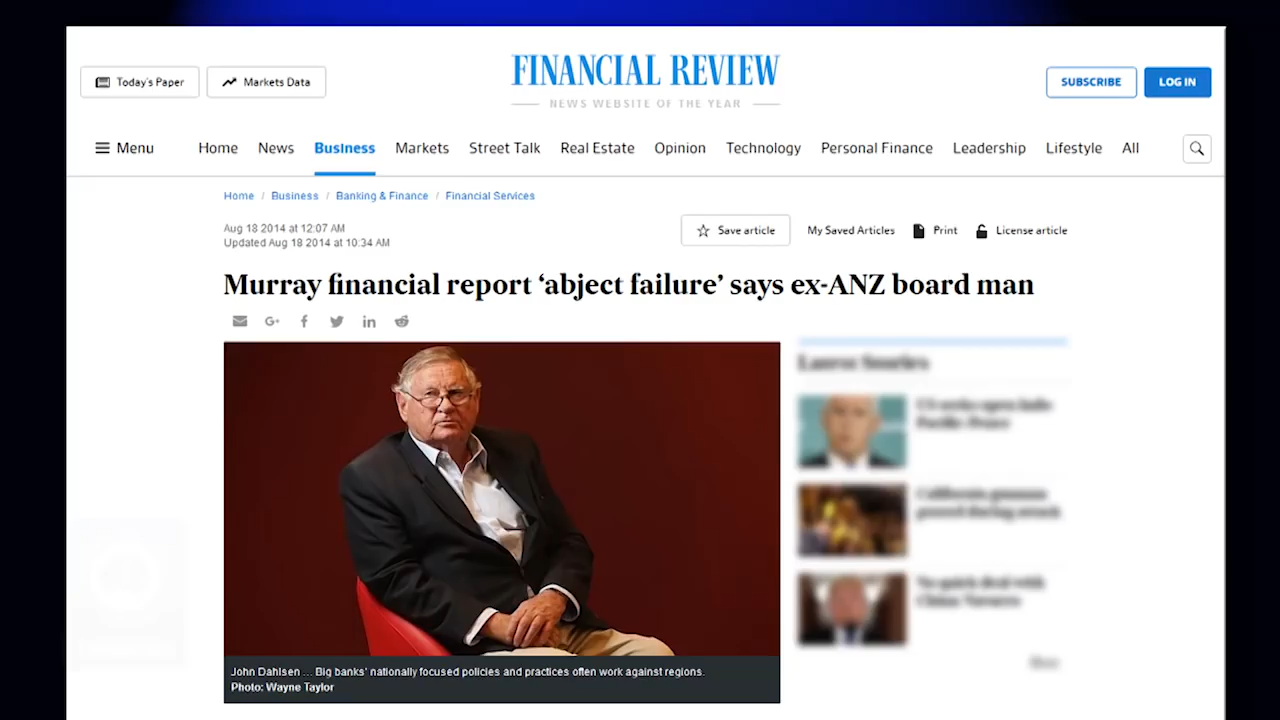 Today's Paper
Markets Data
FINANCIAL REVIEW
NEWS WEBSITE OF THE YEAR
SUBSCRIBE
LOG IN
Menu
Home
News
Business
Markets
Street Talk
Real Estate
Opinion
Technology
Personal Finance
Leadership
Lifestyle
All
Home / Business / Banking & Finance / Financial Services
Aug 18 2014 at 12:07 AM
Updated Aug 18 2014 at 10:34 AM
Save article
My Saved Articles
Print
License article
Murray financial report ‘abject failure’ says ex-ANZ board man
John Dahlsen ... Big banks' nationally focused policies and practices often work against regions.
Photo: Wayne Taylor